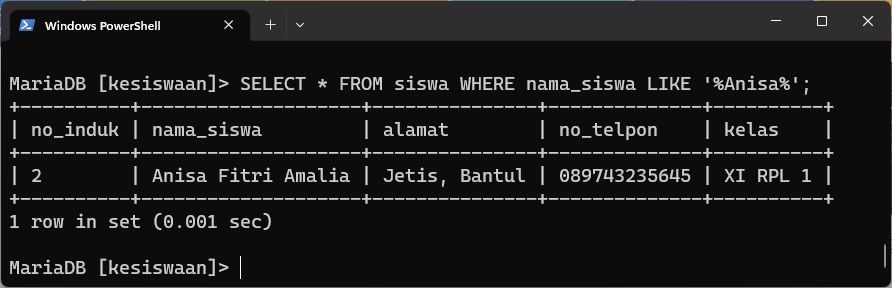 Windows PowerShell
MariaDB [kesiswaan]> SELECT * FROM siswa WHERE nama_siswa LIKE '%Anisa%';
+----------+--------------------+--------------+--------------+----------+
| no_induk | nama_siswa         | alamat        | no_telpon    | kelas    |
+----------+--------------------+--------------+--------------+----------+
| 2        | Anisa Fitri Amalia | Jetis, Bantul | 089743235645 | XI RPL 1 |
+----------+--------------------+--------------+--------------+----------+
1 row in set (0.001 sec)
MariaDB [kesiswaan]>